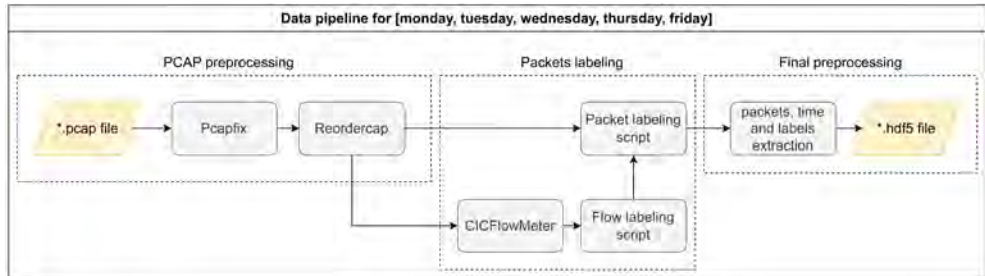 Data pipeline for [monday, tuesday, wednesday, thursday, friday]
PCAP preprocessing
Packets labeling
Final preprocessing
*.pcap file
Pcapfix
Reordercap
Packet labeling
script
packets, time
and labels
extraction
*.hdf5 file
CICFlowMeter
Flow labeling
script